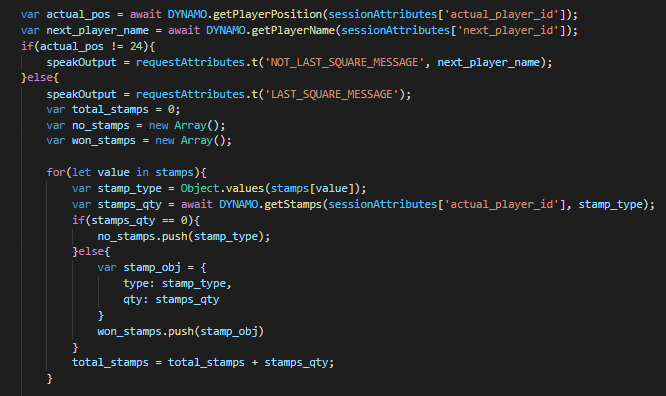 var actual_pos = await DYNAMO.getPlayerPosition(sessionAttributes['actual_player_id']);
var next_player_name = await DYNAMO.getPlayerName(sessionAttributes['next_player_id']);
if(actual_pos != 24){
    speakOutput = requestAttributes.t('NOT_LAST_SQUARE_MESSAGE', next_player_name);
}else{
    speakOutput = requestAttributes.t('LAST_SQUARE_MESSAGE');
    var total_stamps = 0;
    var no_stamps = new Array();
    var won_stamps = new Array();

    for(let value in stamps){
        var stamp_type = Object.values(stamps[value]);
        var stamps_qty = await DYNAMO.getStamps(sessionAttributes['actual_player_id'], stamp_type);
        if(stamps_qty == 0){
            no_stamps.push(stamp_type);
        }else{
            var stamp_obj = {
                type: stamp_type,
                qty: stamps_qty
            }
            won_stamps.push(stamp_obj)
        }
        total_stamps = total_stamps + stamps_qty;
    }